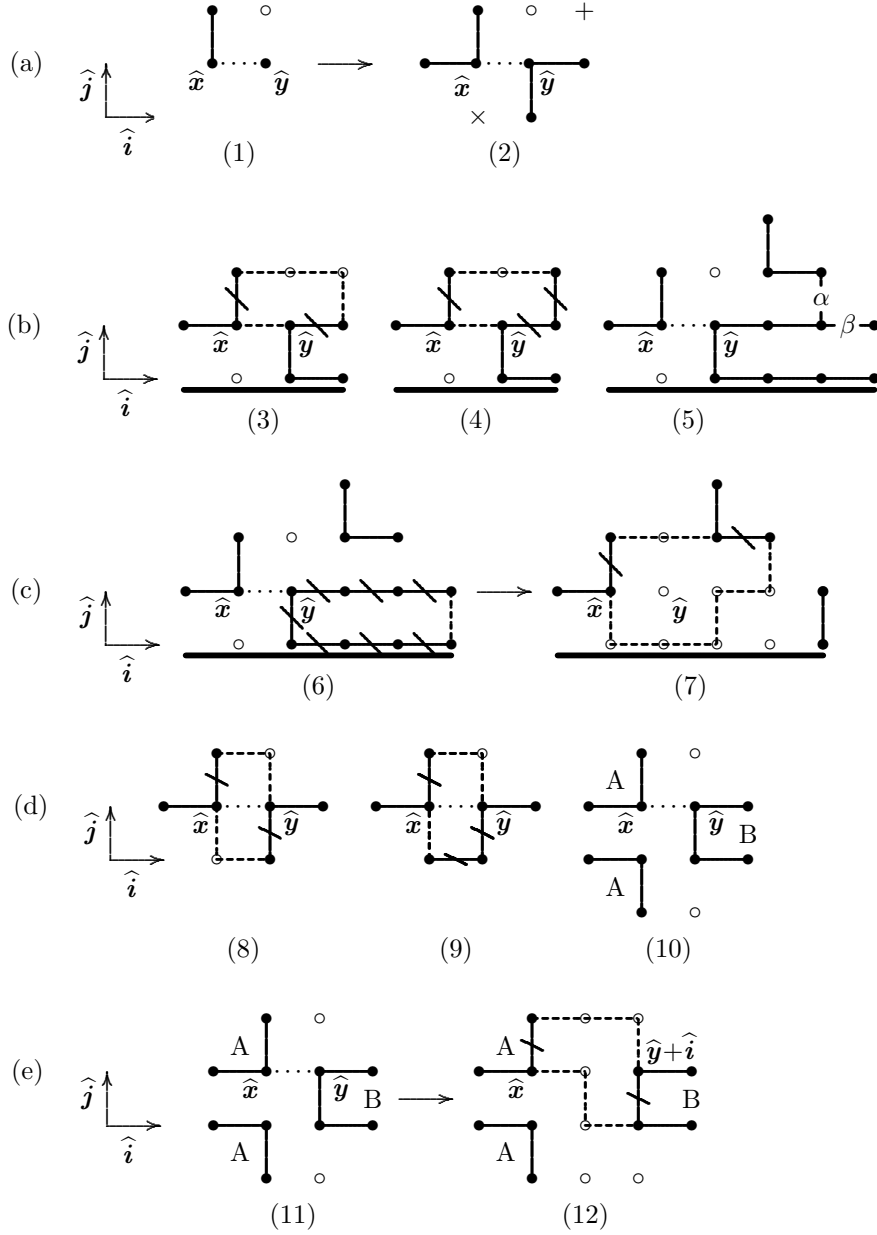 (a) ĵ x̂ ŷ x̂ ŷ +
×
î
(1) (2)
(b) ĵ x̂ ŷ x̂ ŷ x̂ ŷ α β
î
(3) (4) (5)
(c) ĵ x̂ ŷ x̂ ŷ
î
(6) (7)
(d) ĵ x̂ ŷ x̂ ŷ A x̂ ŷ B
î A
(8) (9) (10)
(e) ĵ A x̂ ŷ B A x̂ ŷ+î B
î A A
(11) (12)